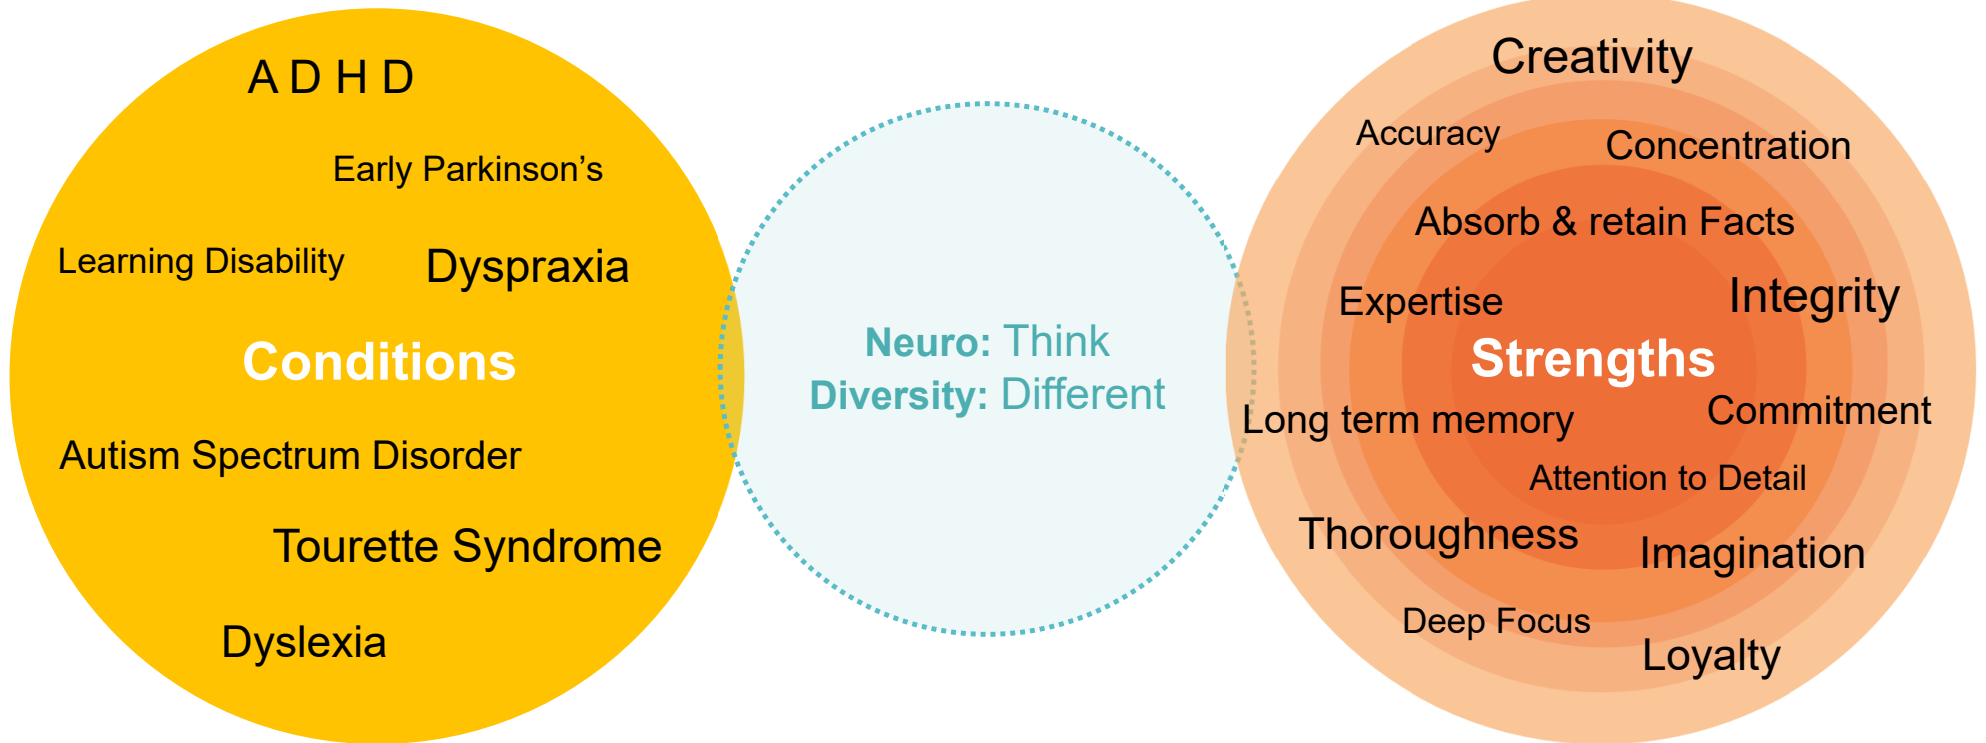 A D H D
Early Parkinson’s
Learning Disability
Dyspraxia
Conditions
Autism Spectrum Disorder
Tourette Syndrome
Dyslexia
Neuro: Think
Diversity: Different
Creativity
Accuracy
Concentration
Absorb & retain Facts
Expertise
Integrity
Strengths
Long term memory
Commitment
Attention to Detail
Thoroughness
Imagination
Deep Focus
Loyalty